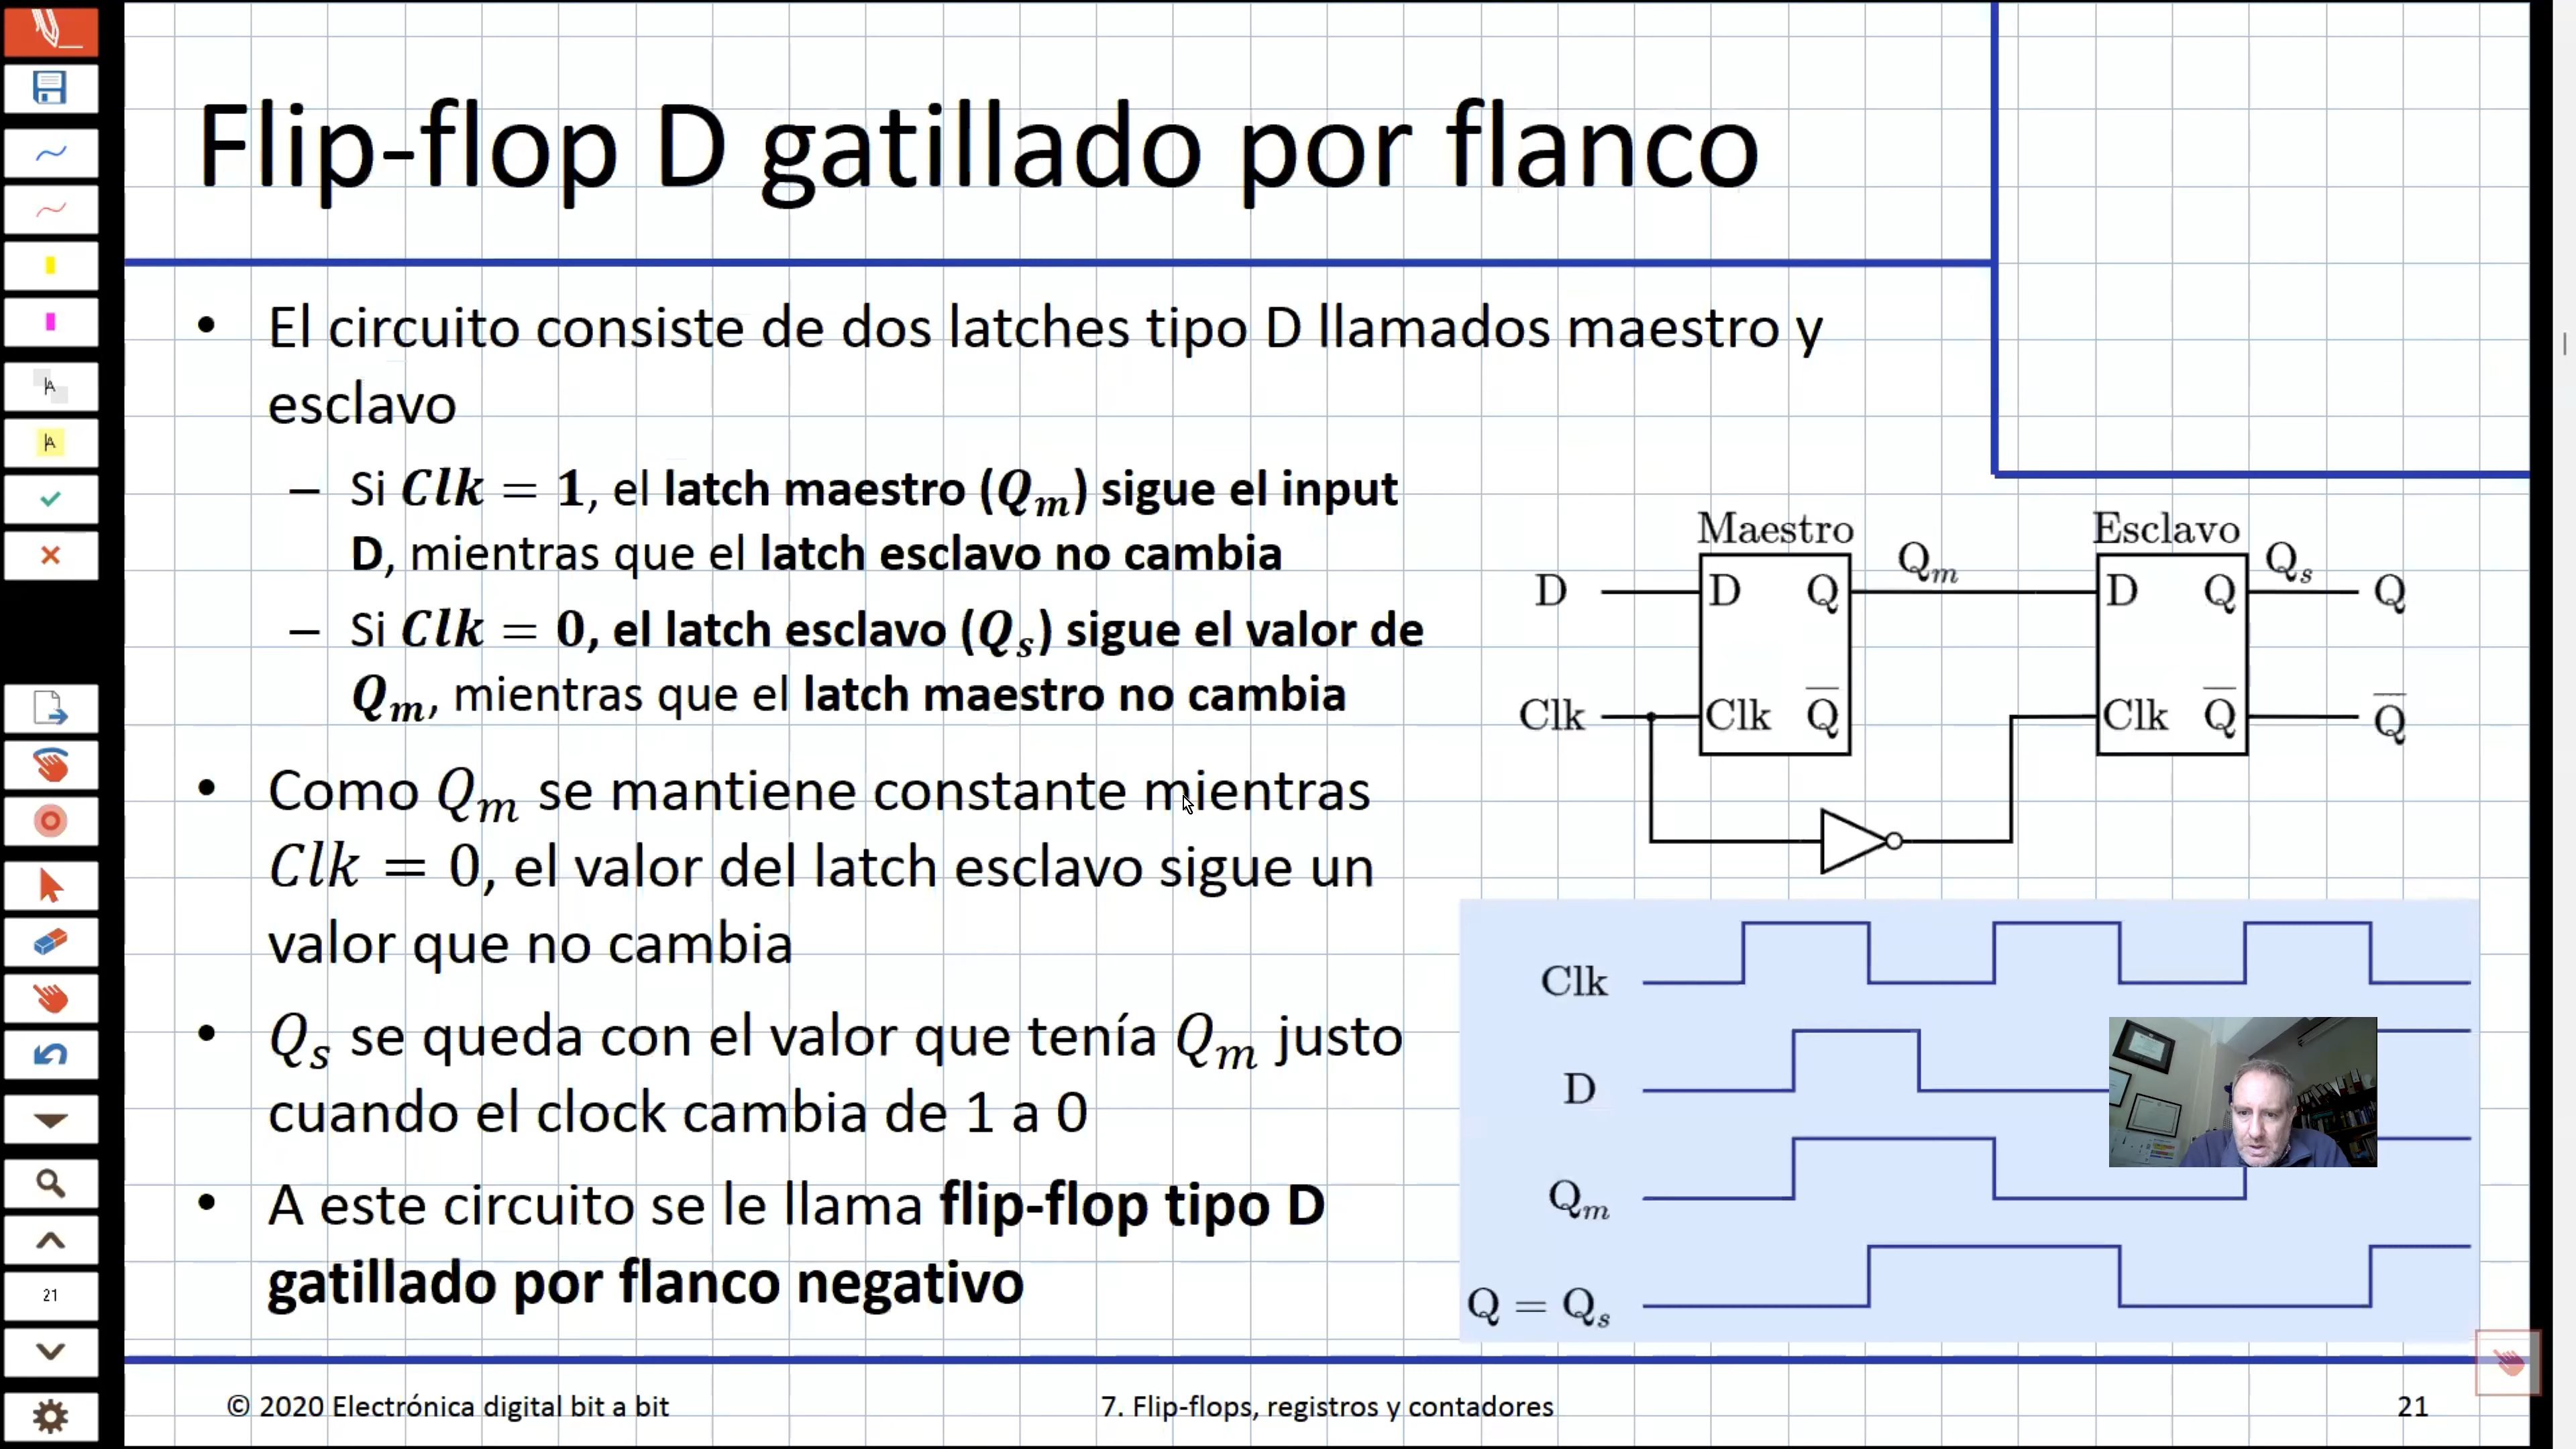 Flip-flop D gatillado por flanco
• El circuito consiste de dos latches tipo D llamados maestro y
esclavo
– Si Clk = 1, el latch maestro (Qₘ) sigue el input
D, mientras que el latch esclavo no cambia
– Si Clk = 0, el latch esclavo (Qₛ) sigue el valor de
Qₘ, mientras que el latch maestro no cambia
• Como Qₘ se mantiene constante mientras
Clk = 0, el valor del latch esclavo sigue un
valor que no cambia
• Qₛ se queda con el valor que tenía Qₘ justo
cuando el clock cambia de 1 a 0
• A este circuito se le llama flip-flop tipo D
gatillado por flanco negativo
Maestro Esclavo
D D Q Qₘ D Q Qₛ Q
Clk Clk Q̅ Clk Q̅ Q̅
Clk
D
Qₘ
Q = Qₛ
21
© 2020 Electrónica digital bit a bit 7. Flip-flops, registros y contadores 21